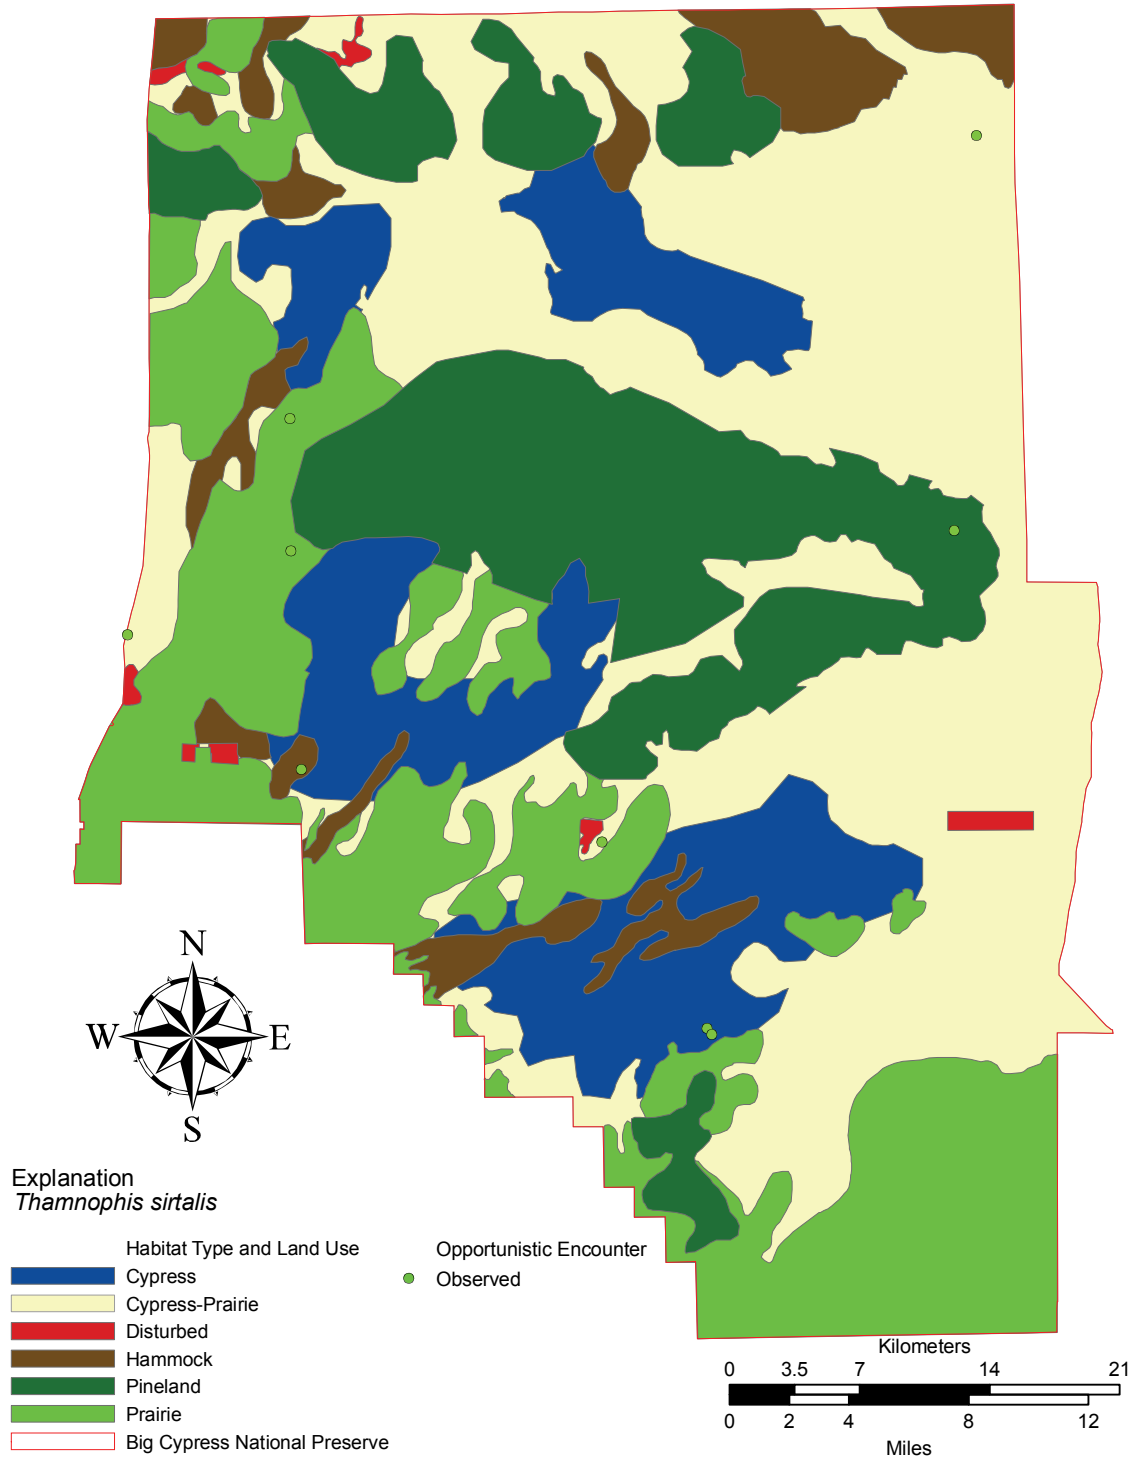 N
W
E
S
Explanation
Thamnophis sirtalis
Habitat Type and Land Use
Cypress
Cypress-Prairie
Disturbed
Hammock
Pineland
Prairie
Big Cypress National Preserve
Opportunistic Encounter
Observed
Kilometers
0 3.5 7 14 21
0 2 4 8 12
Miles